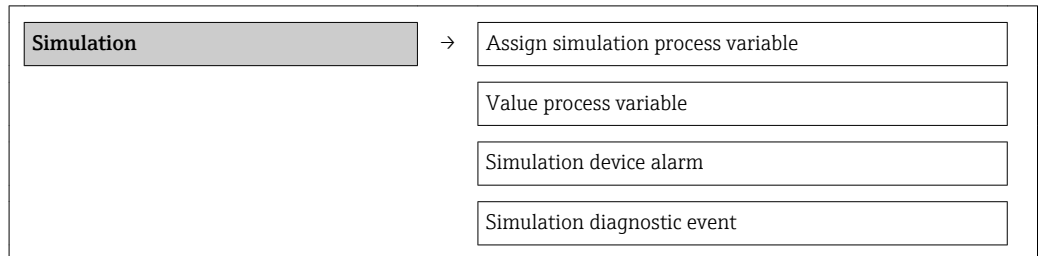 Simulation → Assign simulation process variable
Value process variable
Simulation device alarm
Simulation diagnostic event